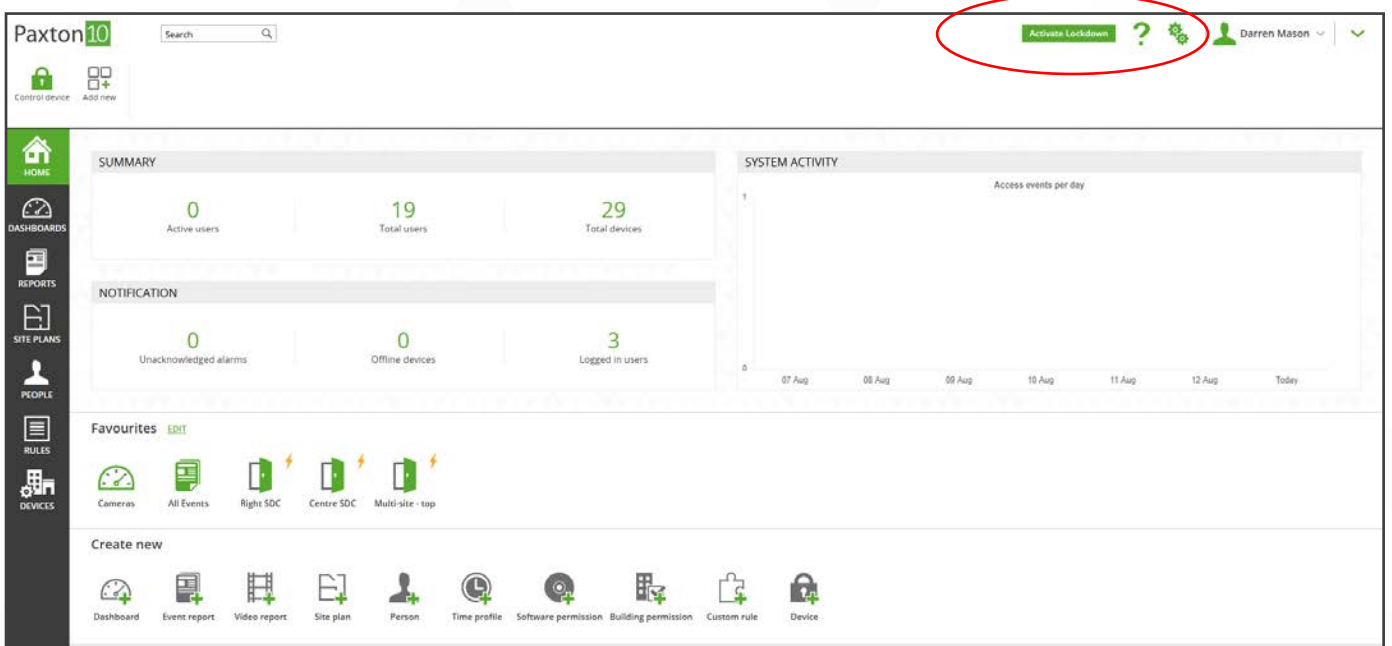 Paxton10
Search
Activate Lockdown
?
Darren Mason
Control device
Add new
HOME
DASHBOARDS
REPORTS
SITE PLANS
PEOPLE
RULES
DEVICES
SUMMARY
0
Active users
19
Total users
29
Total devices
NOTIFICATION
0
Unacknowledged alarms
0
Offline devices
3
Logged in users
SYSTEM ACTIVITY
Access events per day
1
0
07 Aug 08 Aug 09 Aug 10 Aug 11 Aug 12 Aug Today
Favourites EDIT
Cameras
All Events
Right SDC
Centre SDC
Multi-site - top
Create new
Dashboard
Event report
Video report
Site plan
Person
Time profile
Software permission
Building permission
Custom rule
Device